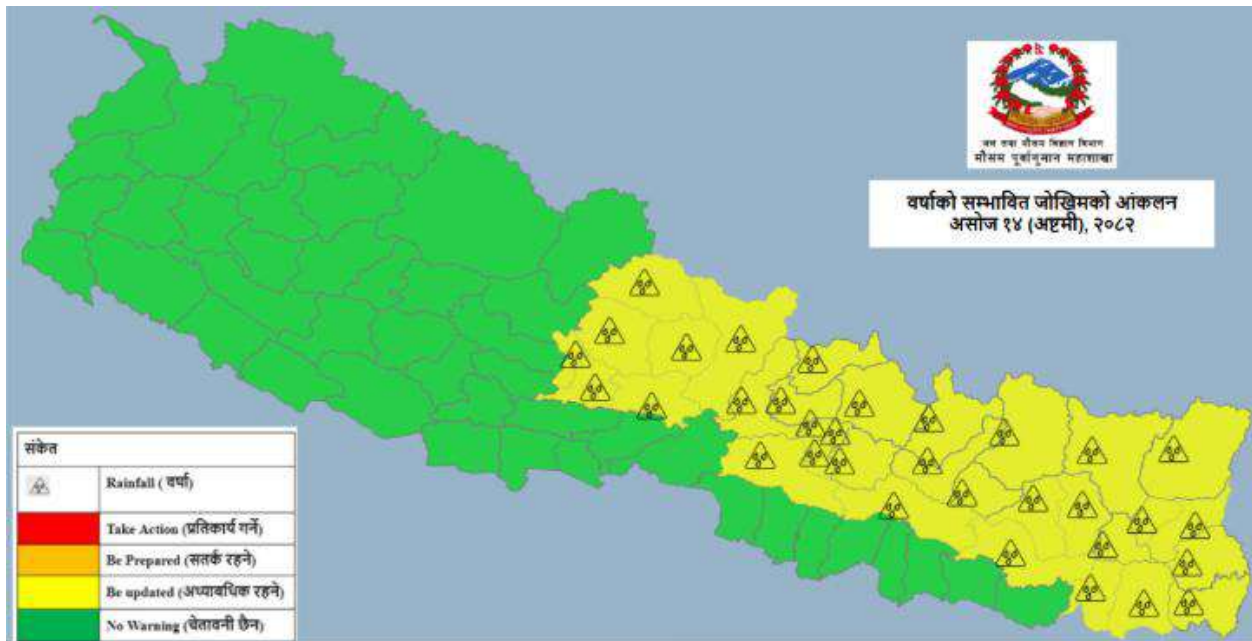 जल तथा मौसम विज्ञान विभाग
मौसम पूर्वानुमान महाशाखा
वर्षाको सम्भावित जोखिमको आंकलन
असोज १४ (अष्टमी), २०८२
संकेत
Rainfall ( वर्षा)
Take Action (प्रतिकार्य गर्ने)
Be Prepared (सतर्क रहने)
Be updated (अध्यावधिक रहने)
No Warning (चेतावनी छैन)